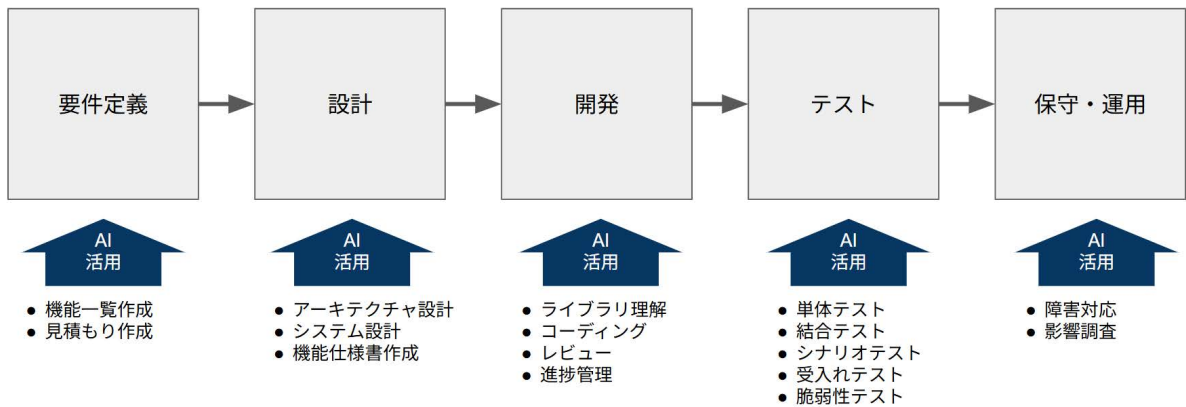 要件定義
設計
開発
テスト
保守・運用
AI
活用
● 機能一覧作成
● 見積もり作成
AI
活用
● アーキテクチャ設計
● システム設計
● 機能仕様書作成
AI
活用
● ライブラリ理解
● コーディング
● レビュー
● 進捗管理
AI
活用
● 単体テスト
● 結合テスト
● シナリオテスト
● 受入れテスト
● 脆弱性テスト
AI
活用
● 障害対応
● 影響調査